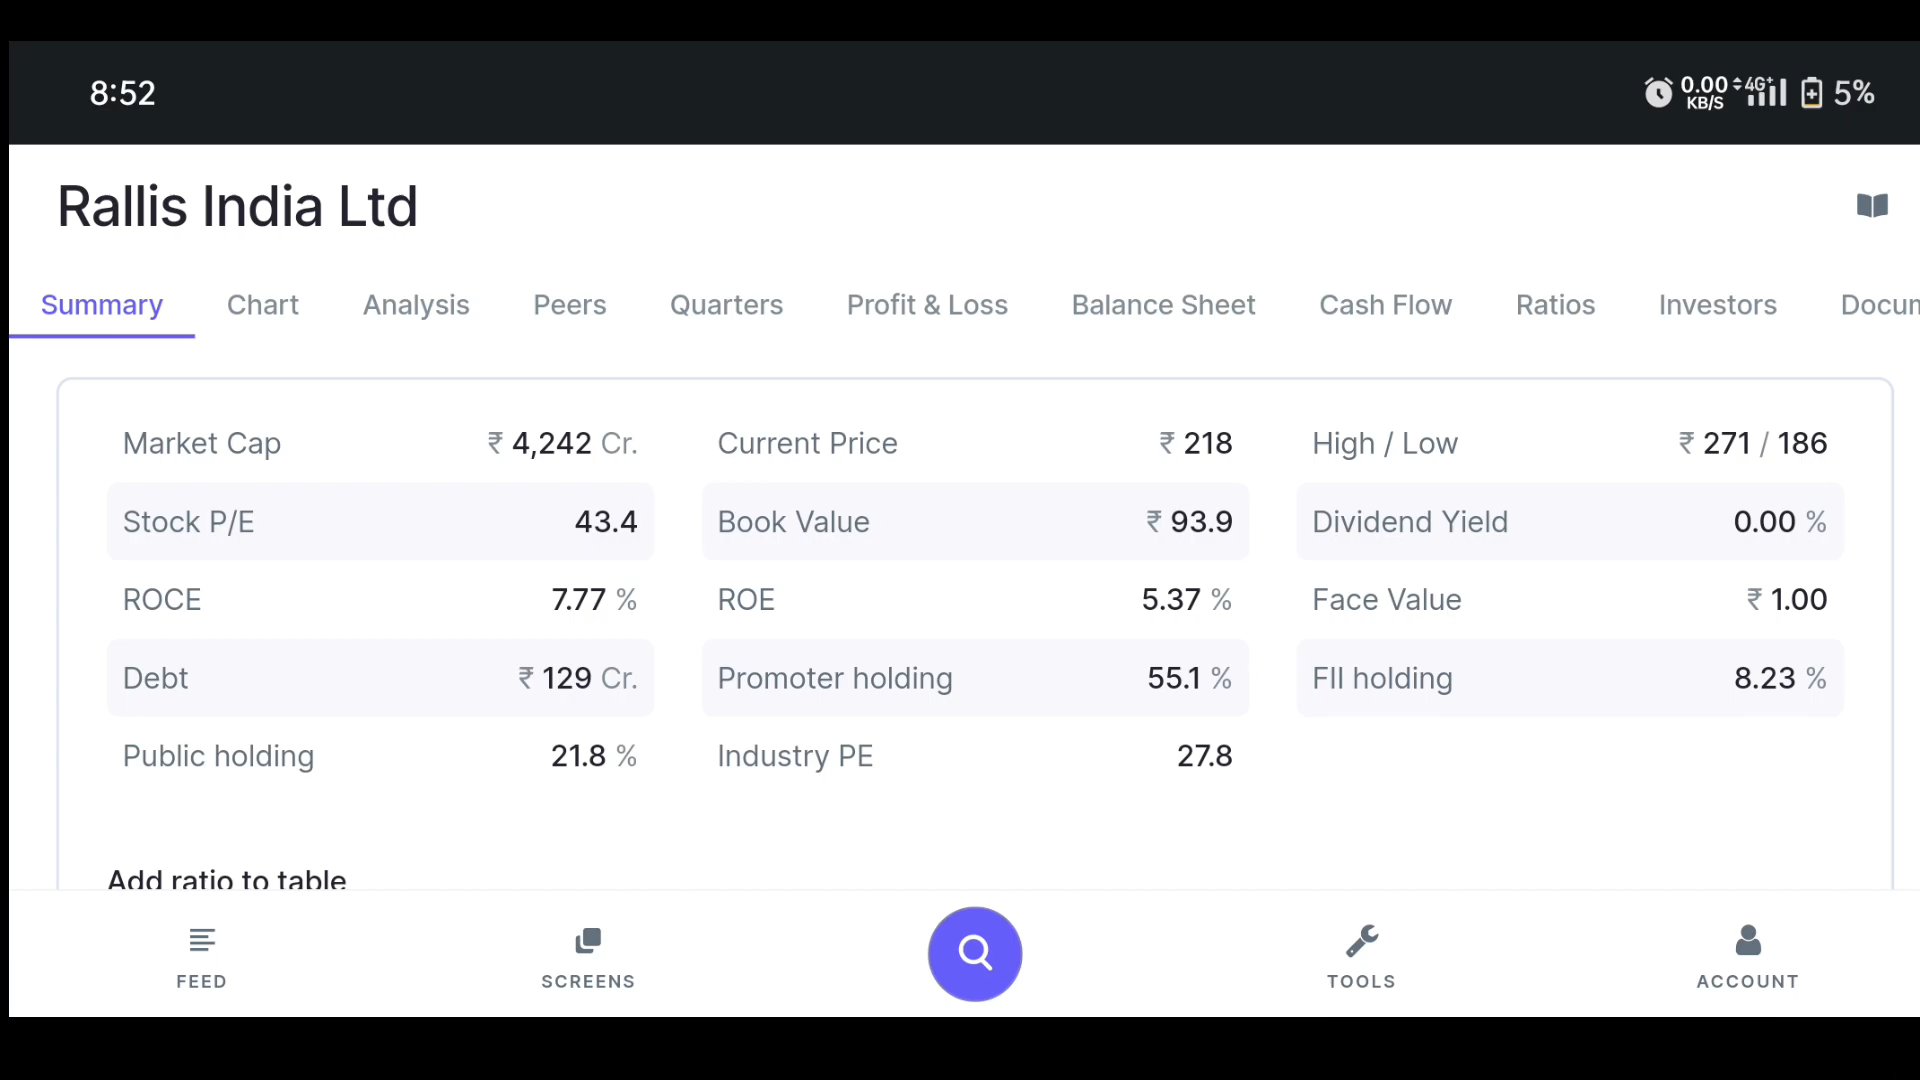 8:52
0.00 KB/S 4G+ 5%
Rallis India Ltd
Summary Chart Analysis Peers Quarters Profit & Loss Balance Sheet Cash Flow Ratios Investors Docum
Market Cap ₹ 4,242 Cr. Current Price ₹ 218 High / Low ₹ 271 / 186
Stock P/E 43.4 Book Value ₹ 93.9 Dividend Yield 0.00 %
ROCE 7.77 % ROE 5.37 % Face Value ₹ 1.00
Debt ₹ 129 Cr. Promoter holding 55.1 % FII holding 8.23 %
Public holding 21.8 % Industry PE 27.8
Add ratio to table
FEED SCREENS TOOLS ACCOUNT